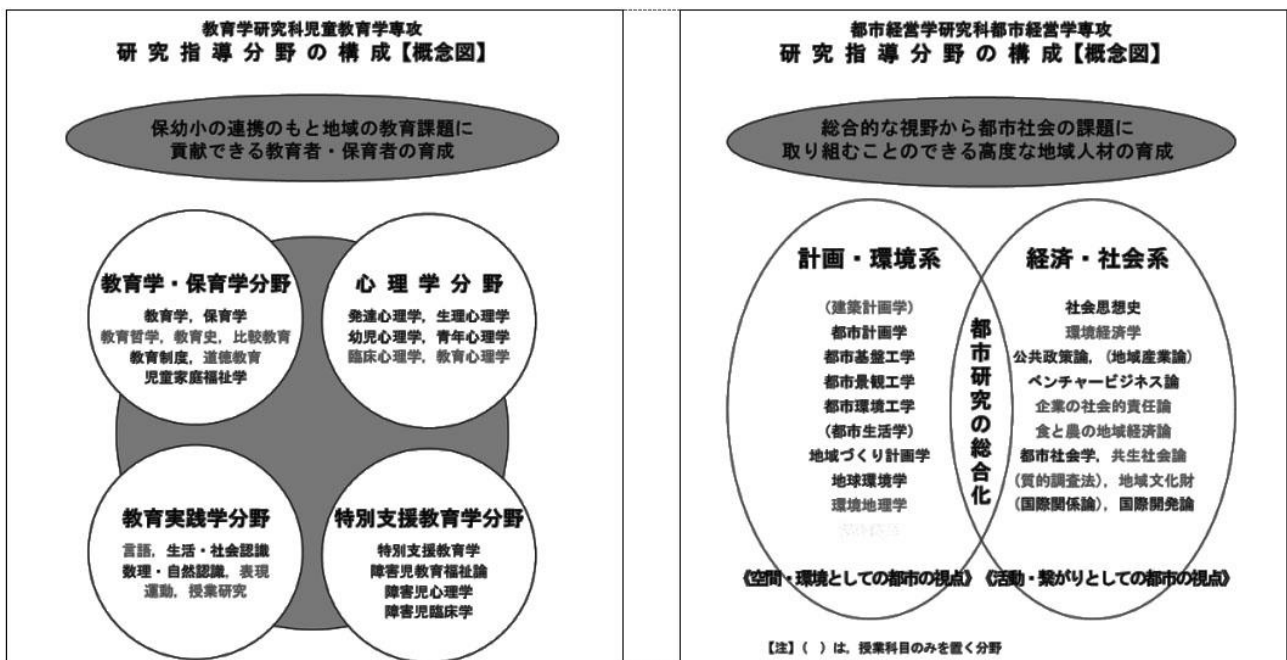 教育学研究科児童教育学専攻
研究指導分野の構成【概念図】
保幼小の連携のもと地域の教育課題に
貢献できる教育者・保育者の育成
教育学・保育学分野
教育学，保育学
教育哲学，教育史，比較教育
教育制度，道徳教育
児童家庭福祉学
心理学分野
発達心理学，生理心理学
幼児心理学，青年心理学
臨床心理学，教育心理学
教育実践学分野
言語，生活・社会認識
数理・自然認識，表現
運動，授業研究
特別支援教育学分野
特別支援教育学
障害児教育福祉論
障害児心理学
障害児臨床学
都市経営学研究科都市経営学専攻
研究指導分野の構成【概念図】
総合的な視野から都市社会の課題に
取り組むことのできる高度な地域人材の育成
計画・環境系
（建築計画学）
都市計画学
都市基盤工学
都市景観工学
都市環境工学
（都市生活学）
地域づくり計画学
地球環境学
環境地理学
都市研究の総合化
経済・社会系
社会思想史
環境経済学
公共政策論，（地域産業論）
ベンチャービジネス論
企業の社会的責任論
食と農の地域経済論
都市社会学，共生社会論
（質的調査法），地域文化財
（国際関係論），国際開発論
《空間・環境としての都市の視点》
《活動・繋がりとしての都市の視点》
【注】（　）は，授業科目のみを置く分野